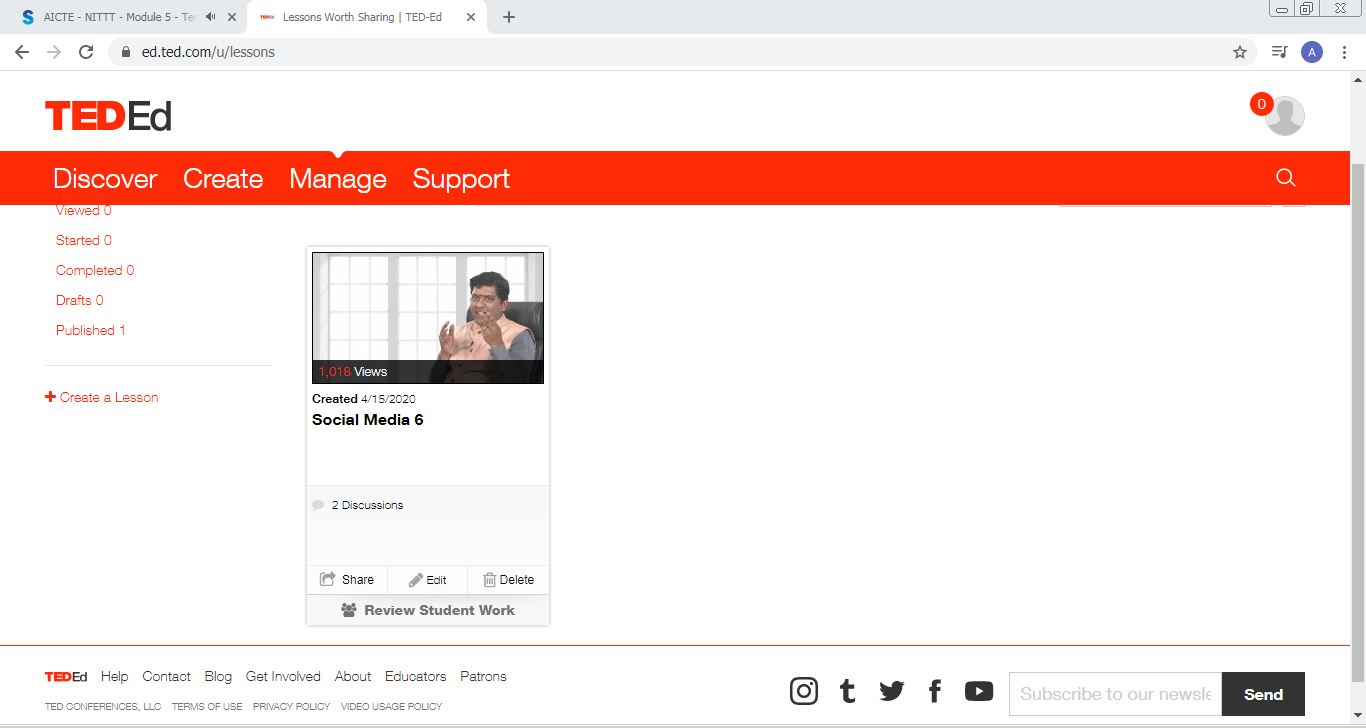 AICTE - NITTT - Module 5 - Te
Lessons Worth Sharing | TED-Ed
ed.ted.com/u/lessons
A
TEDEd
0
Discover Create Manage Support
Viewed 0
Started 0
Completed 0
Drafts 0
Published 1
+ Create a Lesson
1,018 Views
Created 4/15/2020
Social Media 6
2 Discussions
Share Edit Delete
Review Student Work
TEDEd Help Contact Blog Get Involved About Educators Patrons
TED CONFERENCES, LLC TERMS OF USE PRIVACY POLICY VIDEO USAGE POLICY
Subscribe to our newsle Send